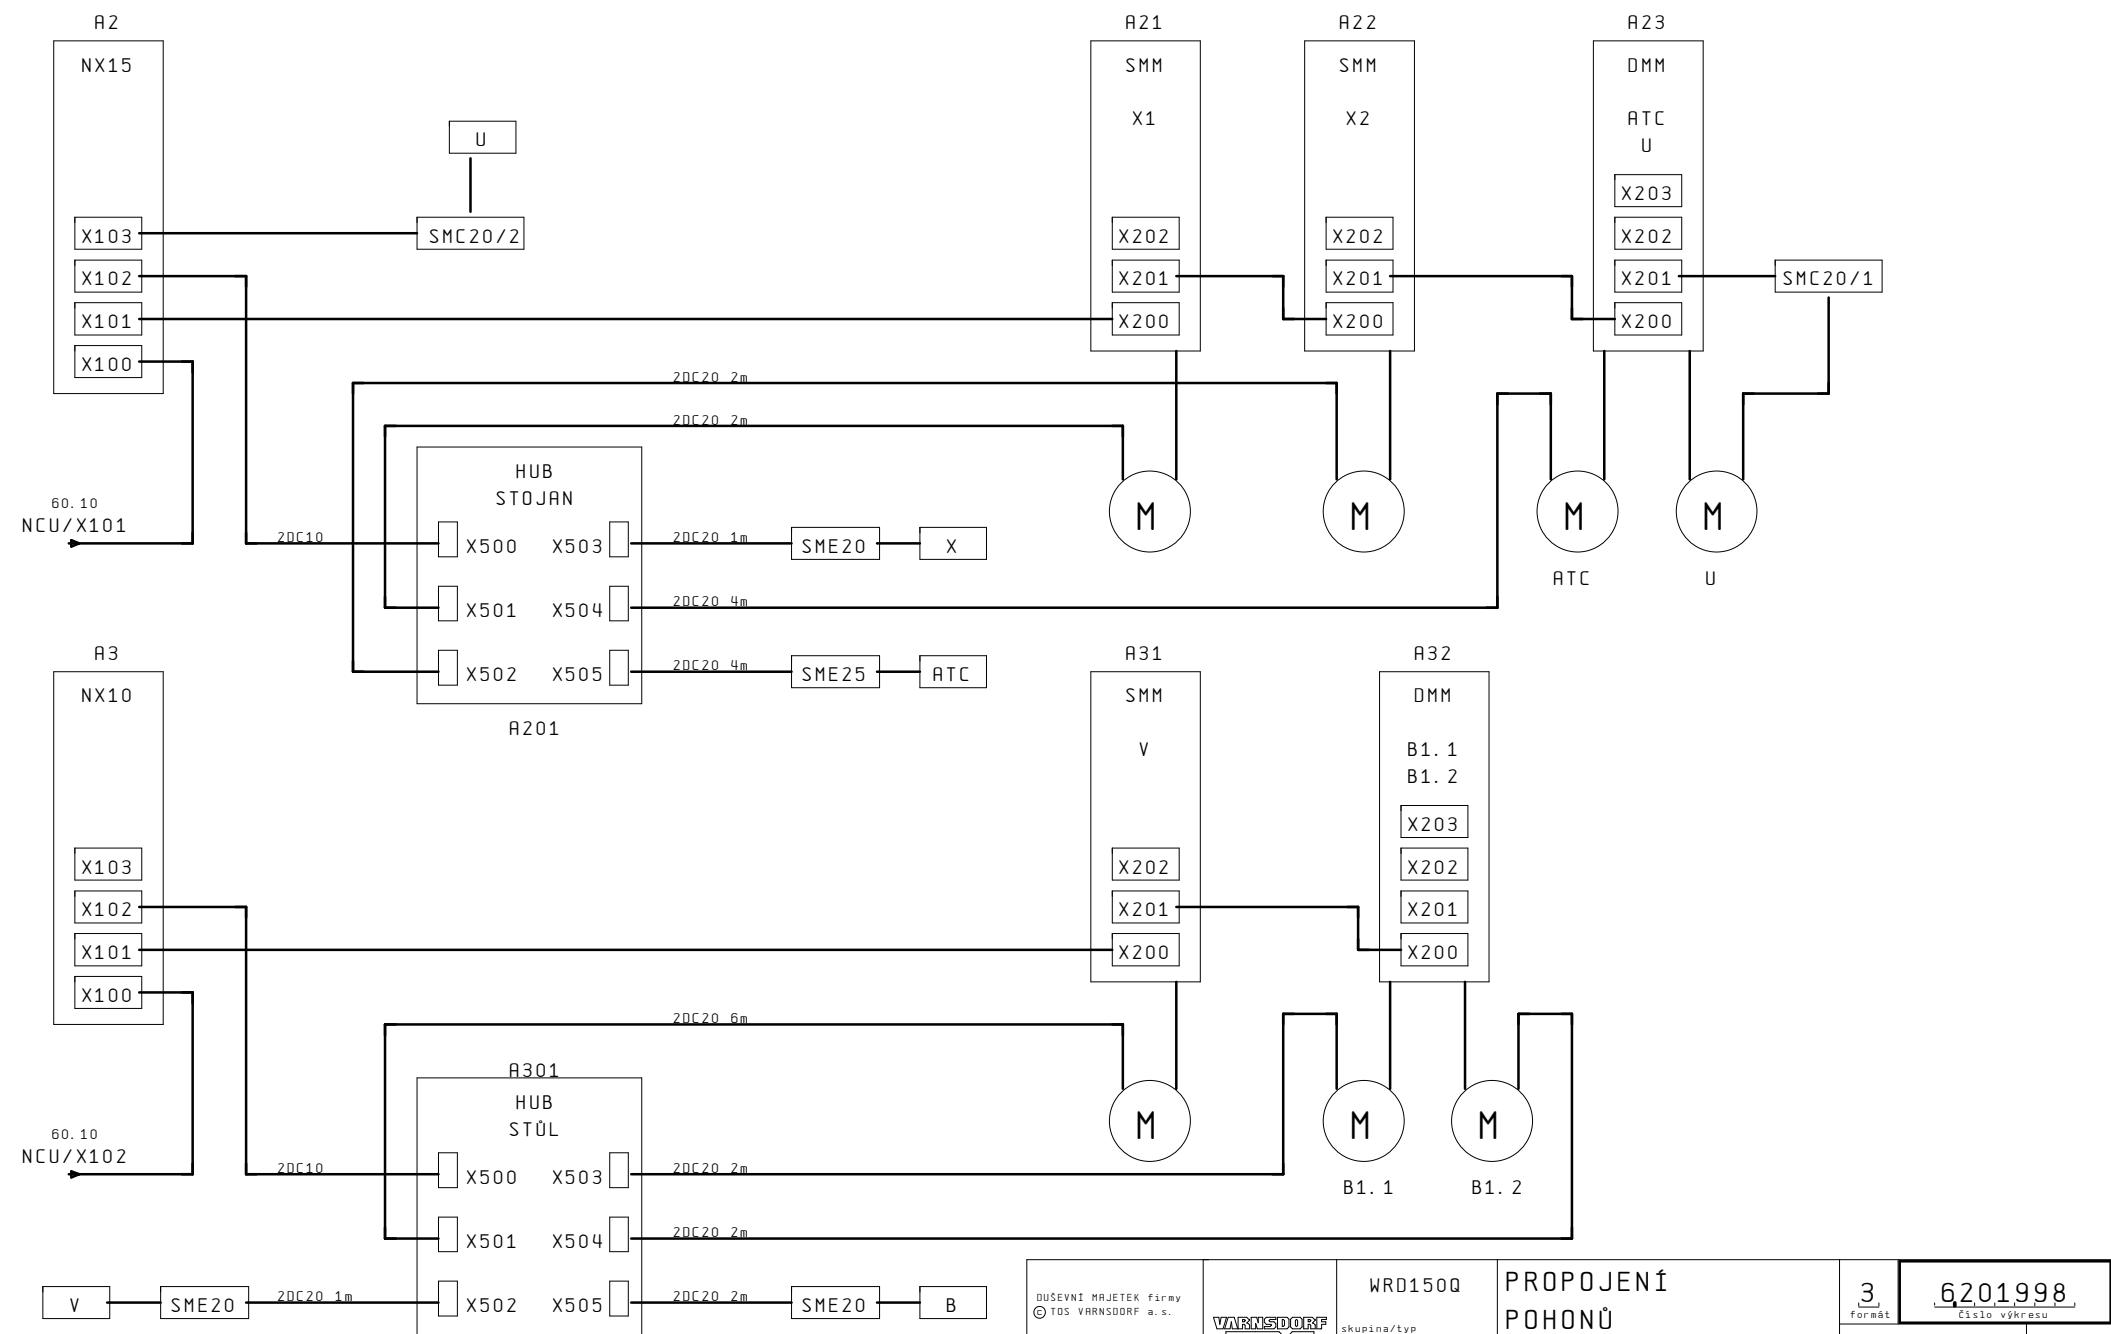 A2
NX15
X103
X102
X101
X100
60.10
NCU/X101
U
SMC20/2
A21
SMM
X1
X202
X201
X200
A22
SMM
X2
X202
X201
X200
A23
DMM
ATC
U
X203
X202
X201
X200
SMC20/1
2DC20 2m
2DC20 2m
HUB
STOJAN
2DC10
X500 X503
2DC20 1m
SME20
X
X501 X504
2DC20 4m
X502 X505
2DC20 4m
SME25
ATC
A201
M
M
M
M
ATC
U
A3
NX10
X103
X102
X101
X100
60.10
NCU/X102
A31
SMM
V
X202
X201
X200
A32
DMM
B1.1
B1.2
X203
X202
X201
X200
2DC20 6m
A301
HUB
STŮL
2DC10
X500 X503
2DC20 2m
X501 X504
2DC20 2m
V
SME20
2DC20 1m
X502 X505
2DC20 2m
SME20
B
M
M
M
B1.1
B1.2
DUŠEVNÍ MAJETEK firmy
© TOS VARNSDORF a.s.
VARNSDORF
WRD150Q
skupina/typ
PROPOJENÍ
POHONŮ
3
formát
6201998
číslo výkresu